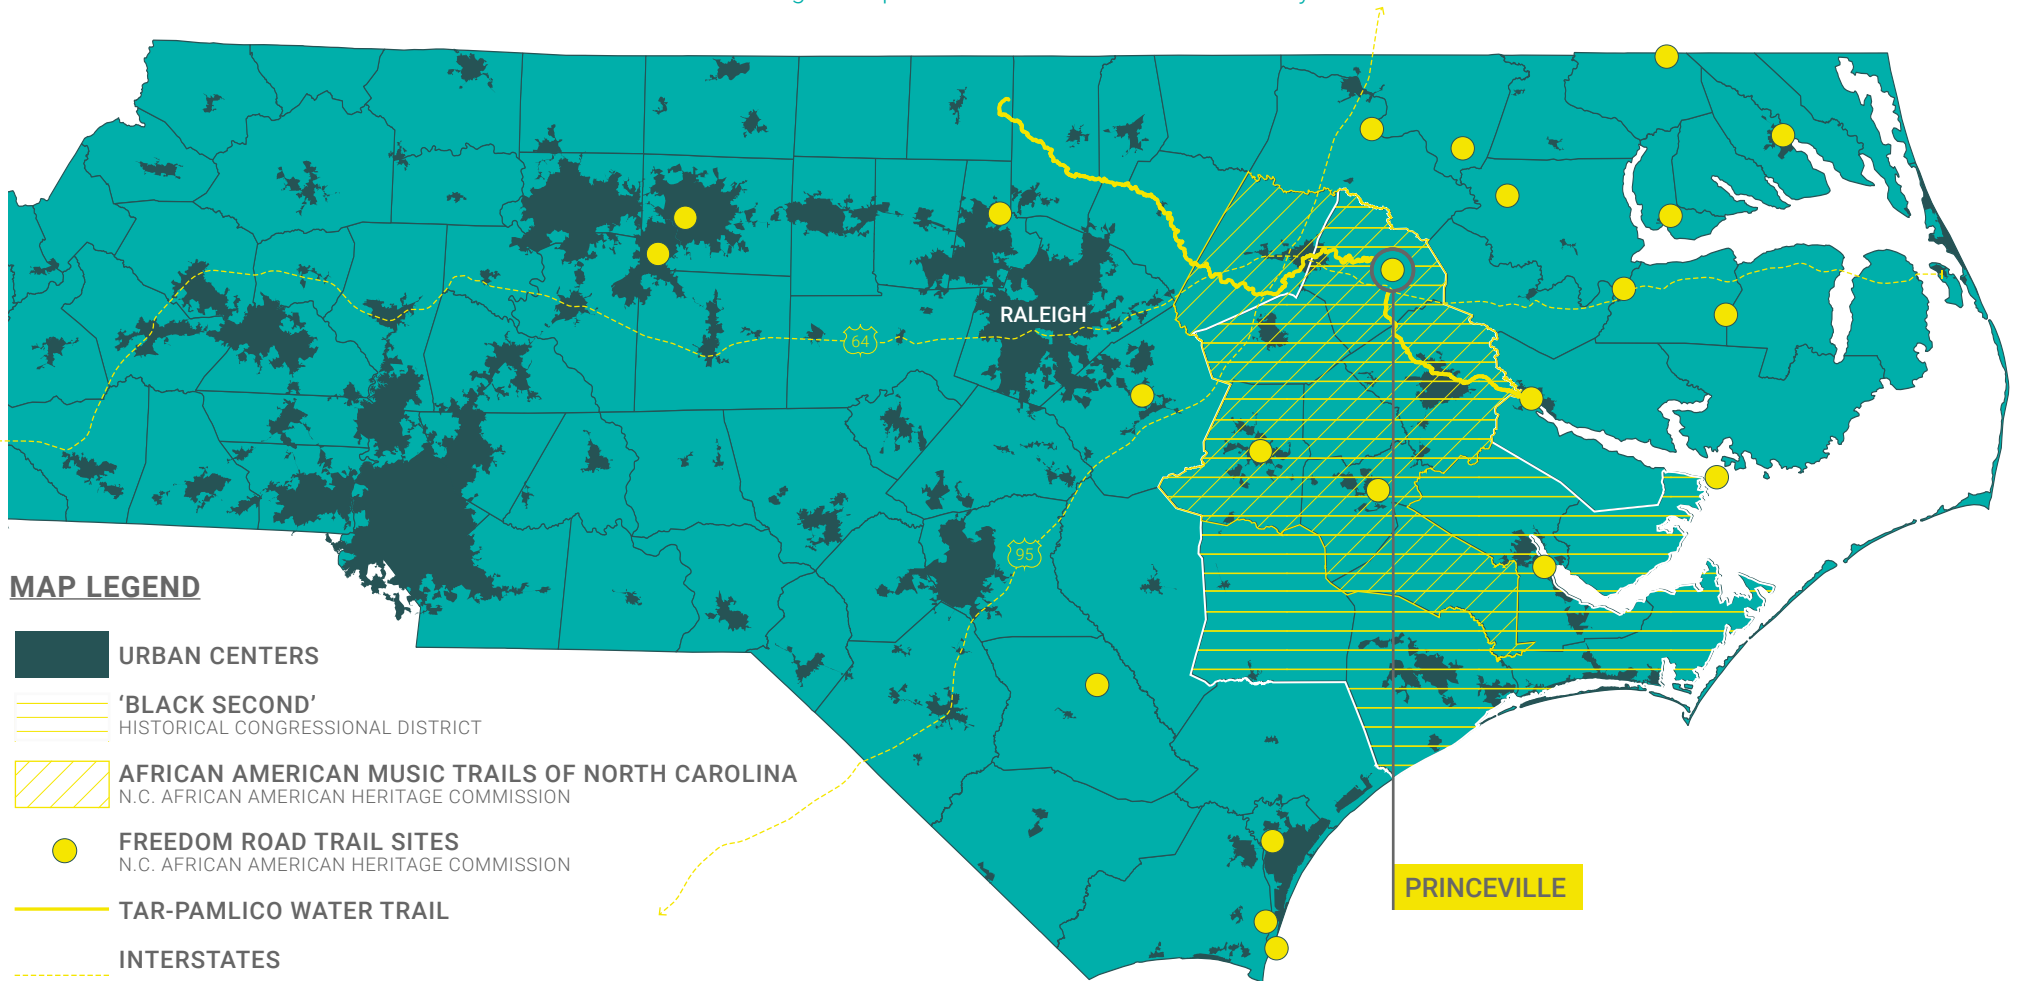 RALEIGH
64
95
MAP LEGEND
URBAN CENTERS
‘BLACK SECOND’
HISTORICAL CONGRESSIONAL DISTRICT
AFRICAN AMERICAN MUSIC TRAILS OF NORTH CAROLINA
N.C. AFRICAN AMERICAN HERITAGE COMMISSION
FREEDOM ROAD TRAIL SITES
N.C. AFRICAN AMERICAN HERITAGE COMMISSION
PRINCEVILLE
TAR-PAMLICO WATER TRAIL
INTERSTATES